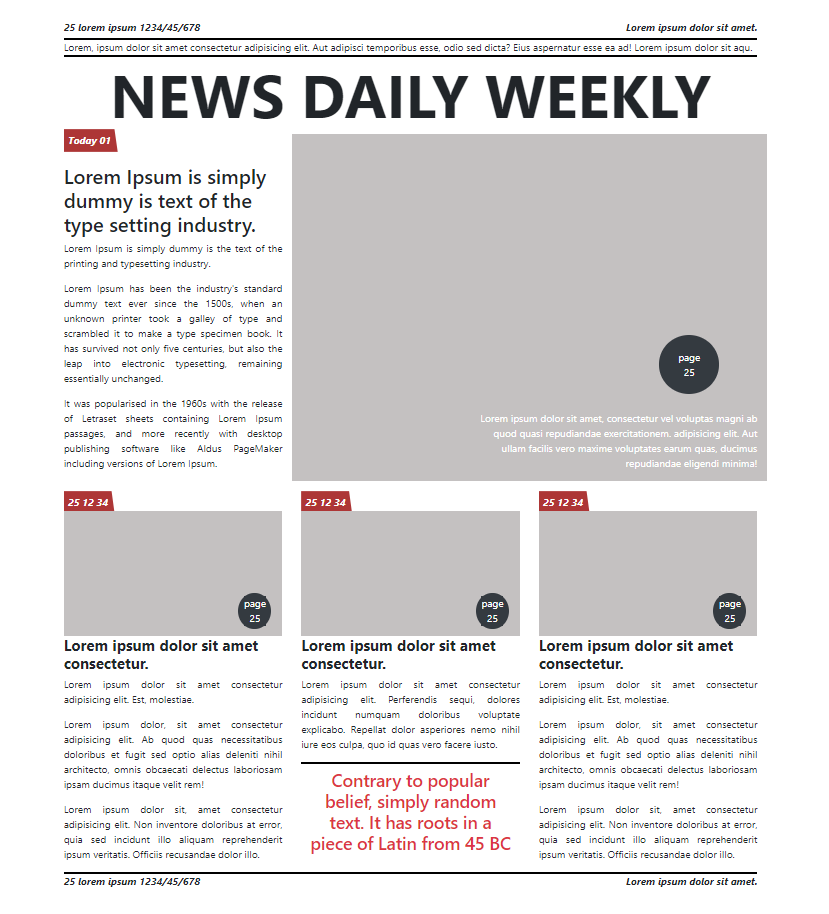 25 lorem ipsum 1234/45/678
Lorem ipsum dolor sit amet.
Lorem, ipsum dolor sit amet consectetur adipisicing elit. Aut adipisci temporibus esse, odio sed dicta? Eius aspernatur esse ea ad! Lorem ipsum dolor sit aqu.
NEWS DAILY WEEKLY
Today 01
Lorem Ipsum is simply
dummy is text of the
type setting industry.
Lorem Ipsum is simply dummy is the text of the
printing and typesetting industry.
Lorem Ipsum has been the industry's standard
dummy text ever since the 1500s, when an
unknown printer took a galley of type and
scrambled it to make a type specimen book. It
has survived not only five centuries, but also the
leap into electronic typesetting, remaining
essentially unchanged.
It was popularised in the 1960s with the release
of Letraset sheets containing Lorem Ipsum
passages, and more recently with desktop
publishing software like Aldus PageMaker
including versions of Lorem Ipsum.
page
25
Lorem ipsum dolor sit amet, consectetur vel voluptas magni ab
quod quasi repudiandae exercitationem. adipisicing elit. Aut
ullam facilis vero maxime voluptates earum quas, ducimus
repudiandae eligendi minima!
25 12 34
page
25
Lorem ipsum dolor sit amet
consectetur.
Lorem ipsum dolor sit amet consectetur
adipisicing elit. Est, molestiae.
Lorem ipsum dolor, sit amet consectetur
adipisicing elit. Ab quod quas necessitatibus
doloribus et fugit sed optio alias deleniti nihil
architecto, omnis obcaecati delectus laboriosam
ipsam ducimus itaque velit rem!
Lorem ipsum dolor sit, amet consectetur
adipisicing elit. Non inventore doloribus at error,
quia sed inventore illo aliquam reprehenderit
ipsum veritatis. Officiis recusandae dolor illo.
25 12 34
page
25
Lorem ipsum dolor sit amet
consectetur.
Lorem ipsum dolor sit amet consectetur
adipisicing elit. Perferendis sequi, dolores
incidunt numquam doloribus voluptate
explicabo. Repellat dolor asperiores nemo nihil
iure eos culpa, quo id quas vero facere iusto.
Contrary to popular
belief, simply random
text. It has roots in a
piece of Latin from 45 BC
25 12 34
page
25
Lorem ipsum dolor sit amet
consectetur.
Lorem ipsum dolor sit amet consectetur
adipisicing elit. Est, molestiae.
Lorem ipsum dolor, sit amet consectetur
adipisicing elit. Ab quod quas necessitatibus
doloribus et fugit sed optio alias deleniti nihil
architecto, omnis obcaecati delectus laboriosam
ipsam ducimus itaque velit rem!
Lorem ipsum dolor sit, amet consectetur
adipisicing elit. Non inventore doloribus at error,
quia sed inventore illo aliquam reprehenderit
ipsum veritatis. Officiis recusandae dolor illo.
25 lorem ipsum 1234/45/678
Lorem ipsum dolor sit amet.